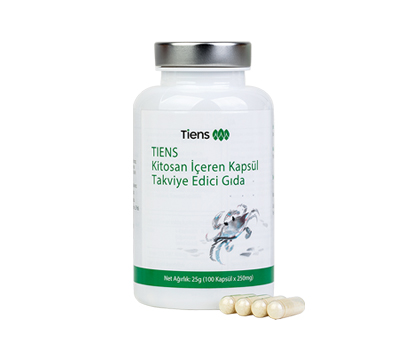 Tiens
TIENS
Kitosan İçeren Kapsül
Takviye Edici Gıda
Net Ağırlık: 25g (100 Kapsül x 250mg)